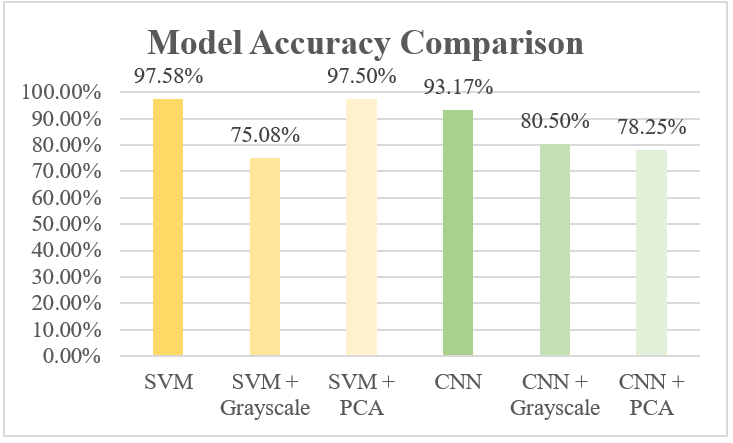 Model Accuracy Comparison
97.58%
75.08%
97.50%
93.17%
80.50%
78.25%
100.00%
90.00%
80.00%
70.00%
60.00%
50.00%
40.00%
30.00%
20.00%
10.00%
0.00%
SVM
SVM +
Grayscale
SVM +
PCA
CNN
CNN +
Grayscale
CNN +
PCA